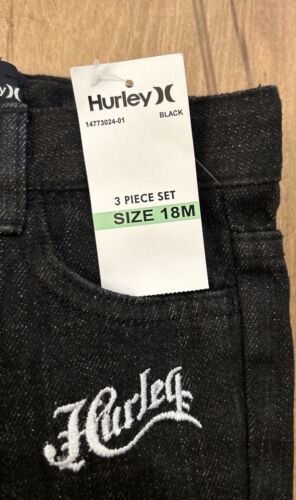 Hurley
14773024-01 BLACK
3 PIECE SET
SIZE 18M
Hurley